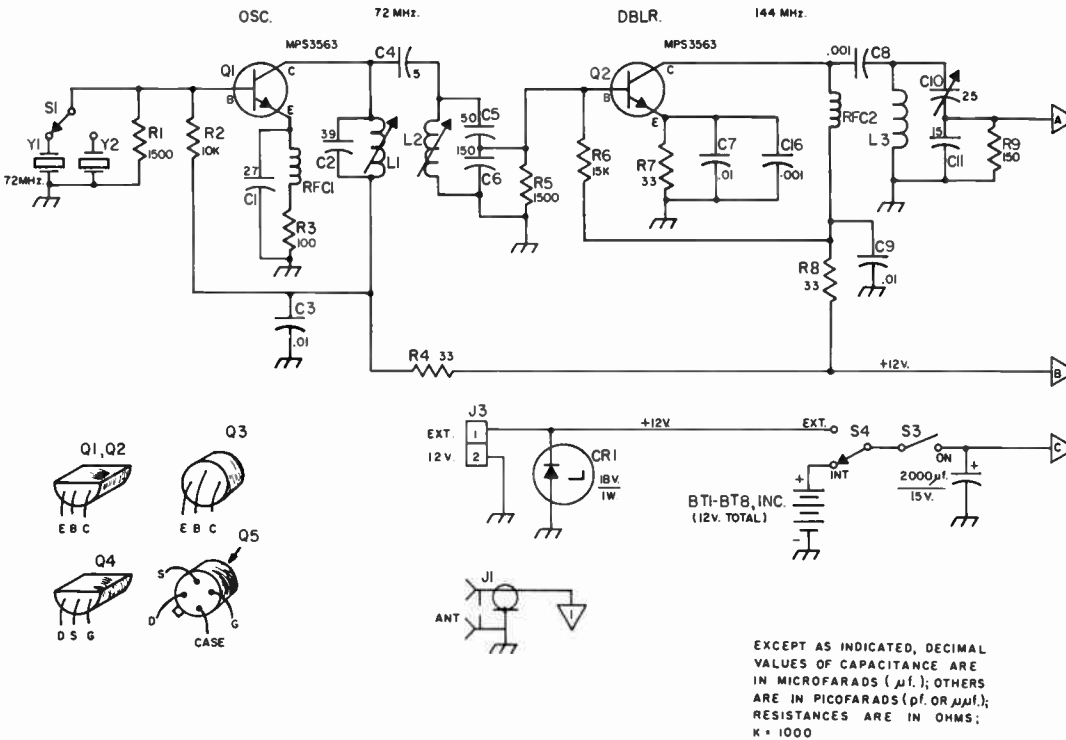 OSC.
72 MHz.
DBLR.
144 MHz.
MPS3563
C4
5
MPS3563
.001
C8
Q1
C
B
E
Q2
C
B
E
C10
25
S1
Y1
Y2
72MHz.
R1
1500
R2
10K
27
C1
RFC1
R3
100
39
C2
L1
L2
50
C5
150
C6
R5
1500
R6
15K
R7
33
C7
.01
C16
.001
RFC2
L3
15
C11
R9
150
A
C3
.01
R8
33
C9
.01
R4 33
+12V.
B
J3
EXT.
1
12V.
2
+12V.
EXT.
S4
S3
INT
ON
C
CR1
18V.
1W.
+
BT1-BT8, INC.
(12V. TOTAL)
-
2000µf.
15V.
+
Q1,Q2
E B C
Q3
E B C
Q4
D S G
Q5
S
D
G
CASE
J1
ANT
1
EXCEPT AS INDICATED, DECIMAL
VALUES OF CAPACITANCE ARE
IN MICROFARADS (µf.); OTHERS
ARE IN PICOFARADS (pf. OR µµf.);
RESISTANCES ARE IN OHMS;
K = 1000